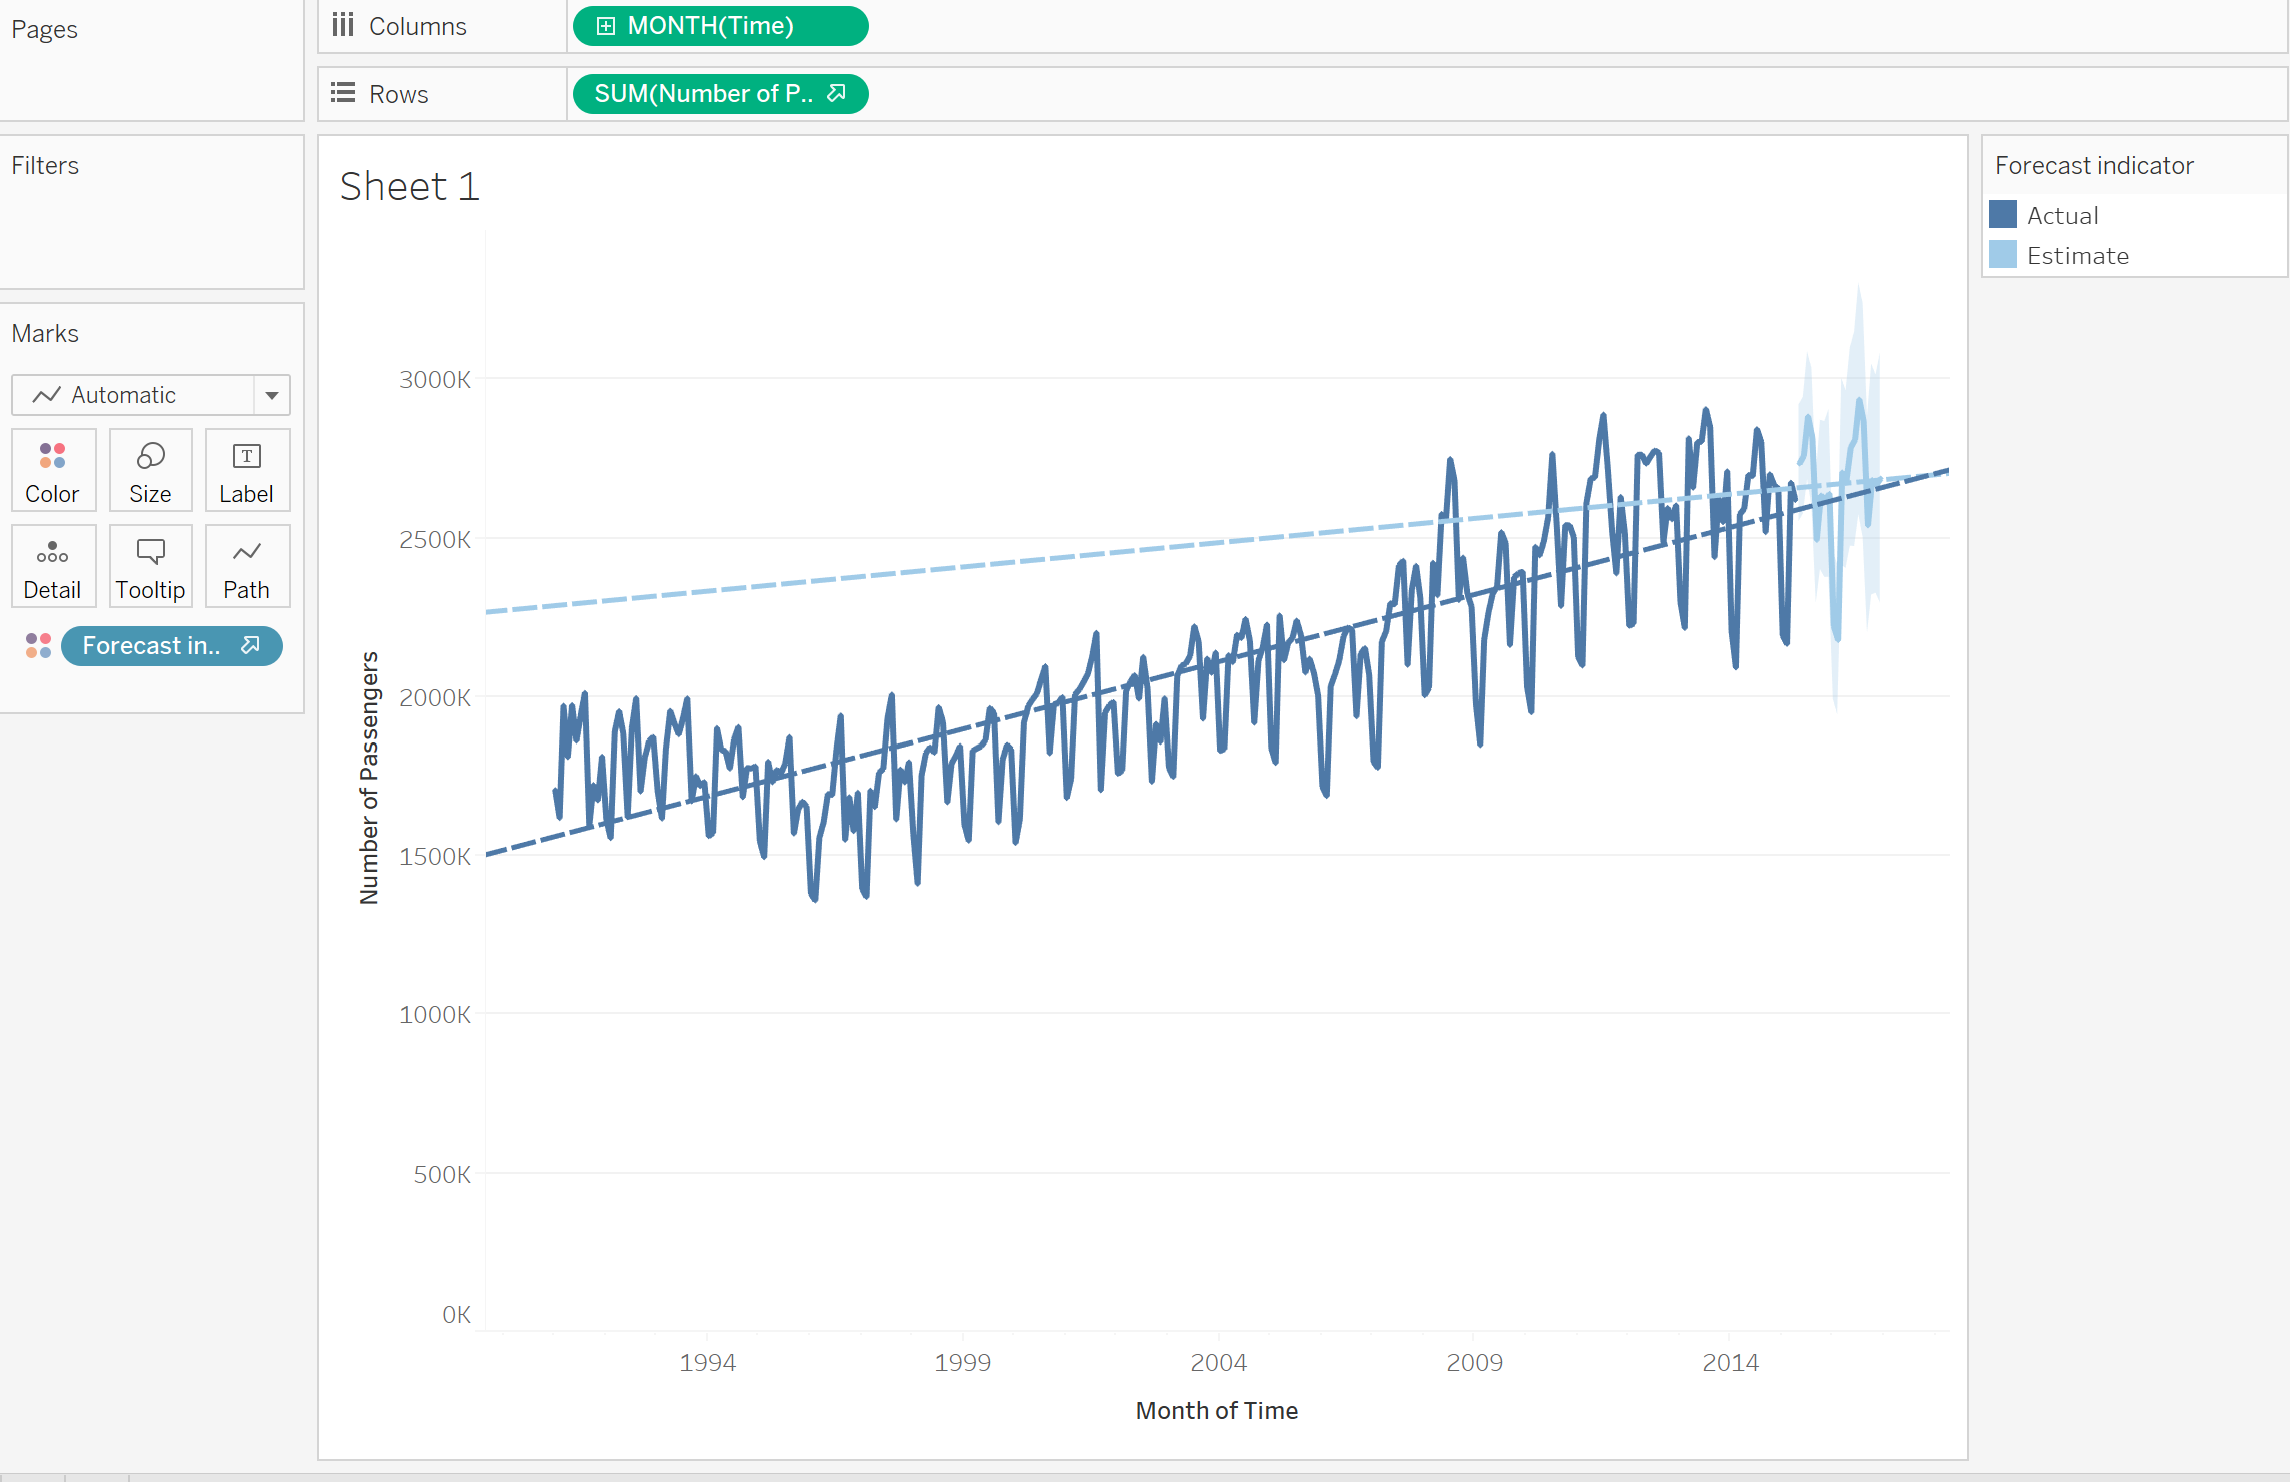 Pages
Columns
MONTH(Time)
Rows
SUM(Number of P..
Filters
Marks
Automatic
Color
Size
T
Label
Detail
Tooltip
Path
Forecast in..
Sheet 1
3000K
2500K
2000K
1500K
1000K
500K
0K
Number of Passengers
1994
1999
2004
2009
2014
Month of Time
Forecast indicator
Actual
Estimate